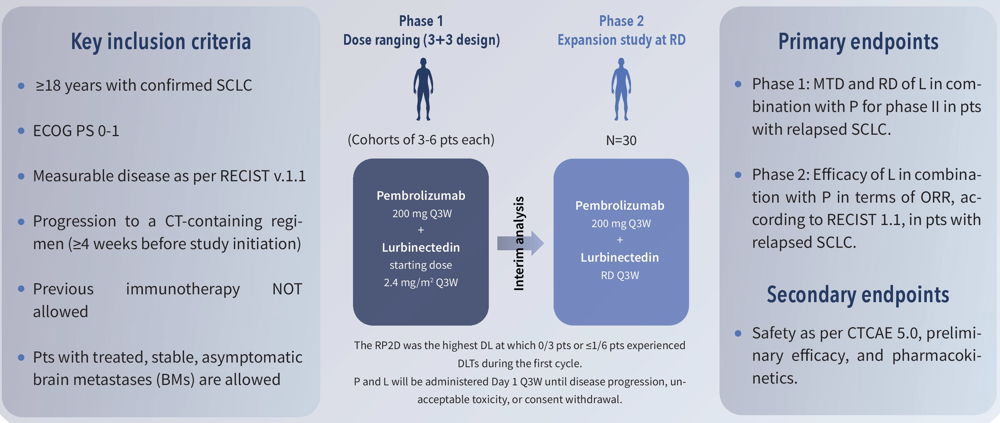 Key inclusion criteria
≥18 years with confirmed SCLC
ECOG PS 0-1
Measurable disease as per RECIST v.1.1
Progression to a CT-containing regi-
men (≥4 weeks before study initiation)
Previous immunotherapy NOT
allowed
Pts with treated, stable, asymptomatic
brain metastases (BMs) are allowed
Phase 1
Dose ranging (3+3 design)
(Cohorts of 3-6 pts each)
Pembrolizumab
200 mg Q3W
+
Lurbinectedin
starting dose
2.4 mg/m² Q3W
Interim analysis
Phase 2
Expansion study at RD
N=30
Pembrolizumab
200 mg Q3W
+
Lurbinectedin
RD Q3W
The RP2D was the highest DL at which 0/3 pts or ≤1/6 pts experienced
DLTs during the first cycle.
P and L will be administered Day 1 Q3W until disease progression, un-
acceptable toxicity, or consent withdrawal.
Primary endpoints
Phase 1: MTD and RD of L in com-
bination with P for phase II in pts
with relapsed SCLC.
Phase 2: Efficacy of L in combina-
tion with P in terms of ORR, ac-
cording to RECIST 1.1, in pts with
relapsed SCLC.
Secondary endpoints
Safety as per CTCAE 5.0, prelimi-
nary efficacy, and pharmacoki-
netics.